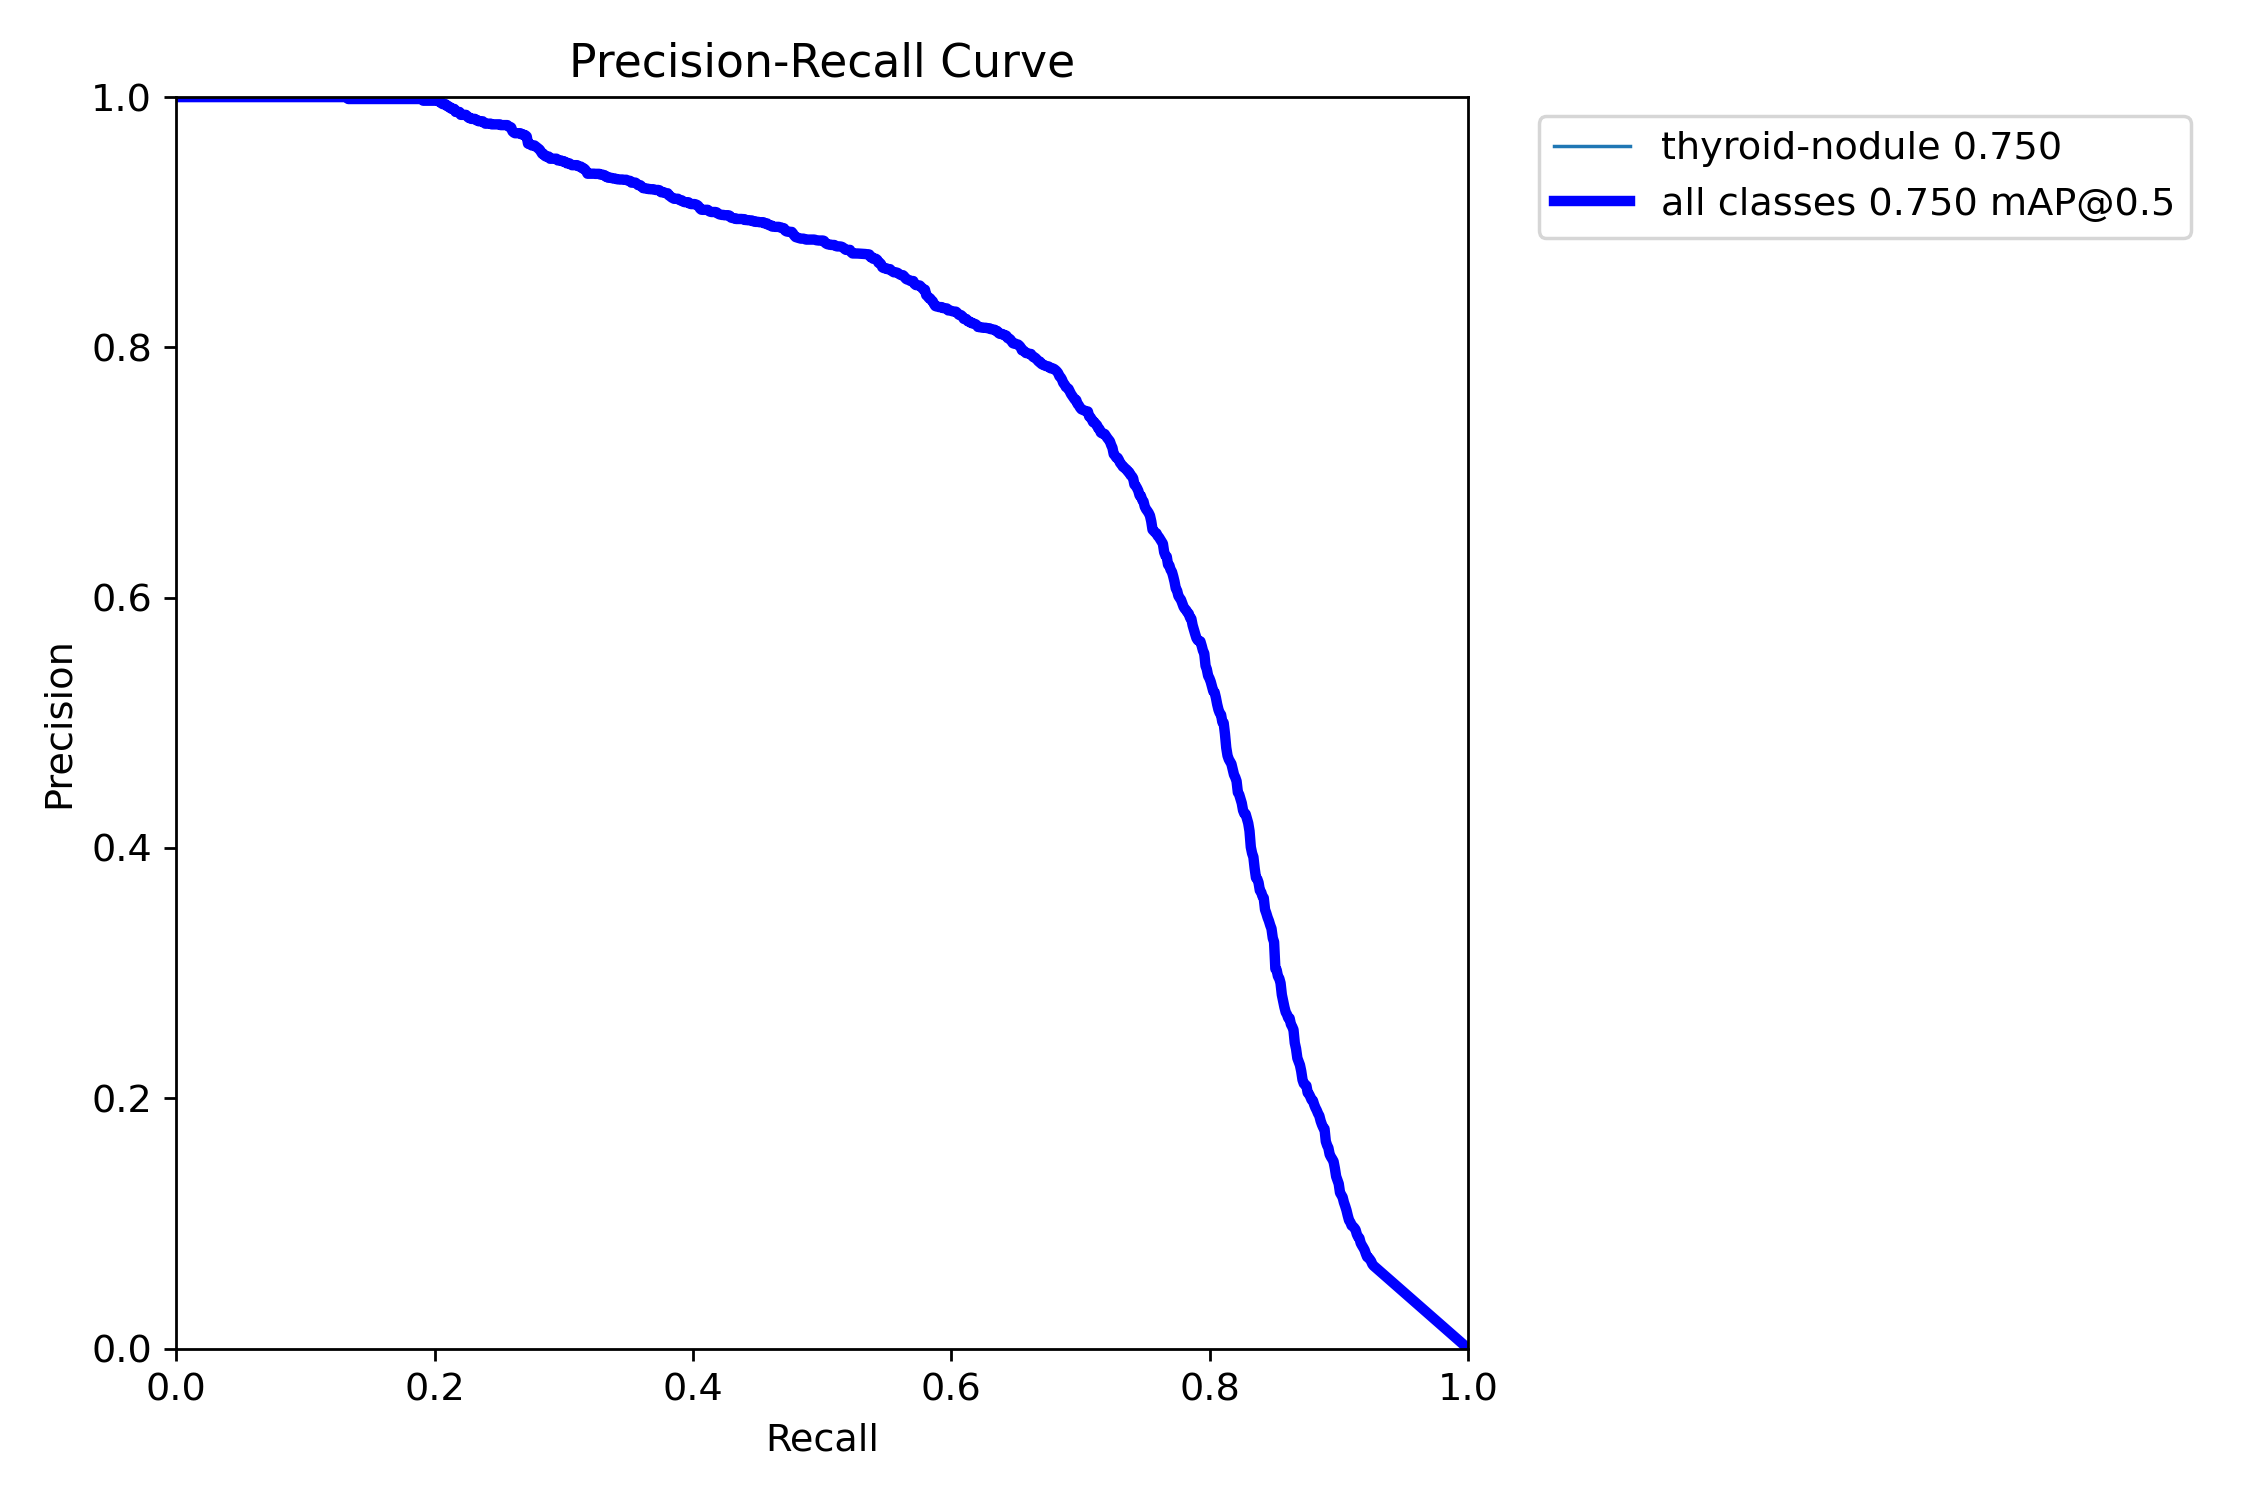 Precision-Recall Curve
1.0
0.8
0.6
0.4
0.2
0.0
Precision
0.0 0.2 0.4 0.6 0.8 1.0
Recall
thyroid-nodule 0.750
all classes 0.750 mAP@0.5